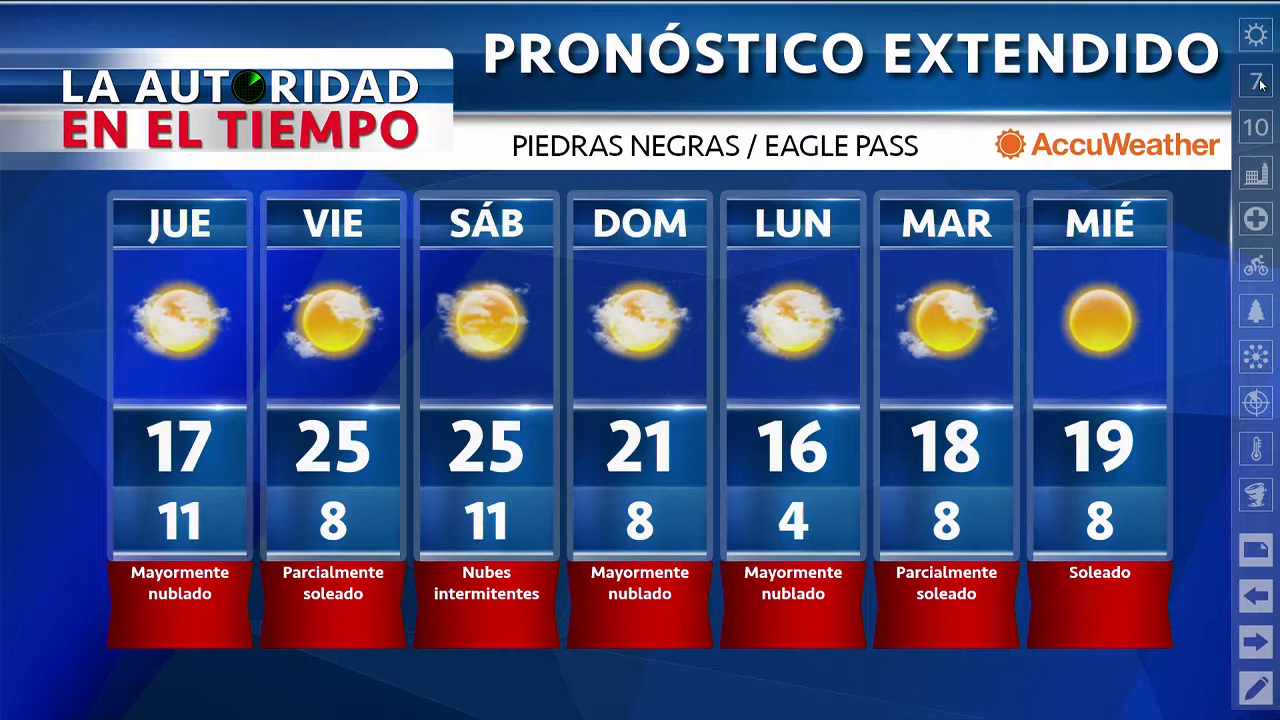 PRONÓSTICO EXTENDIDO
LA AUTORIDAD
EN EL TIEMPO
PIEDRAS NEGRAS / EAGLE PASS
AccuWeather
7
10
JUE VIE SÁB DOM LUN MAR MIÉ
17 25 25 21 16 18 19
11 8 11 8 4 8 8
Mayormente nublado
Parcialmente soleado
Nubes intermitentes
Mayormente nublado
Mayormente nublado
Parcialmente soleado
Soleado